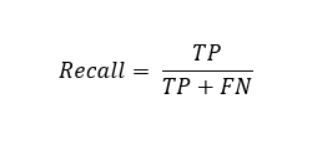 Recall = TP / TP + FN